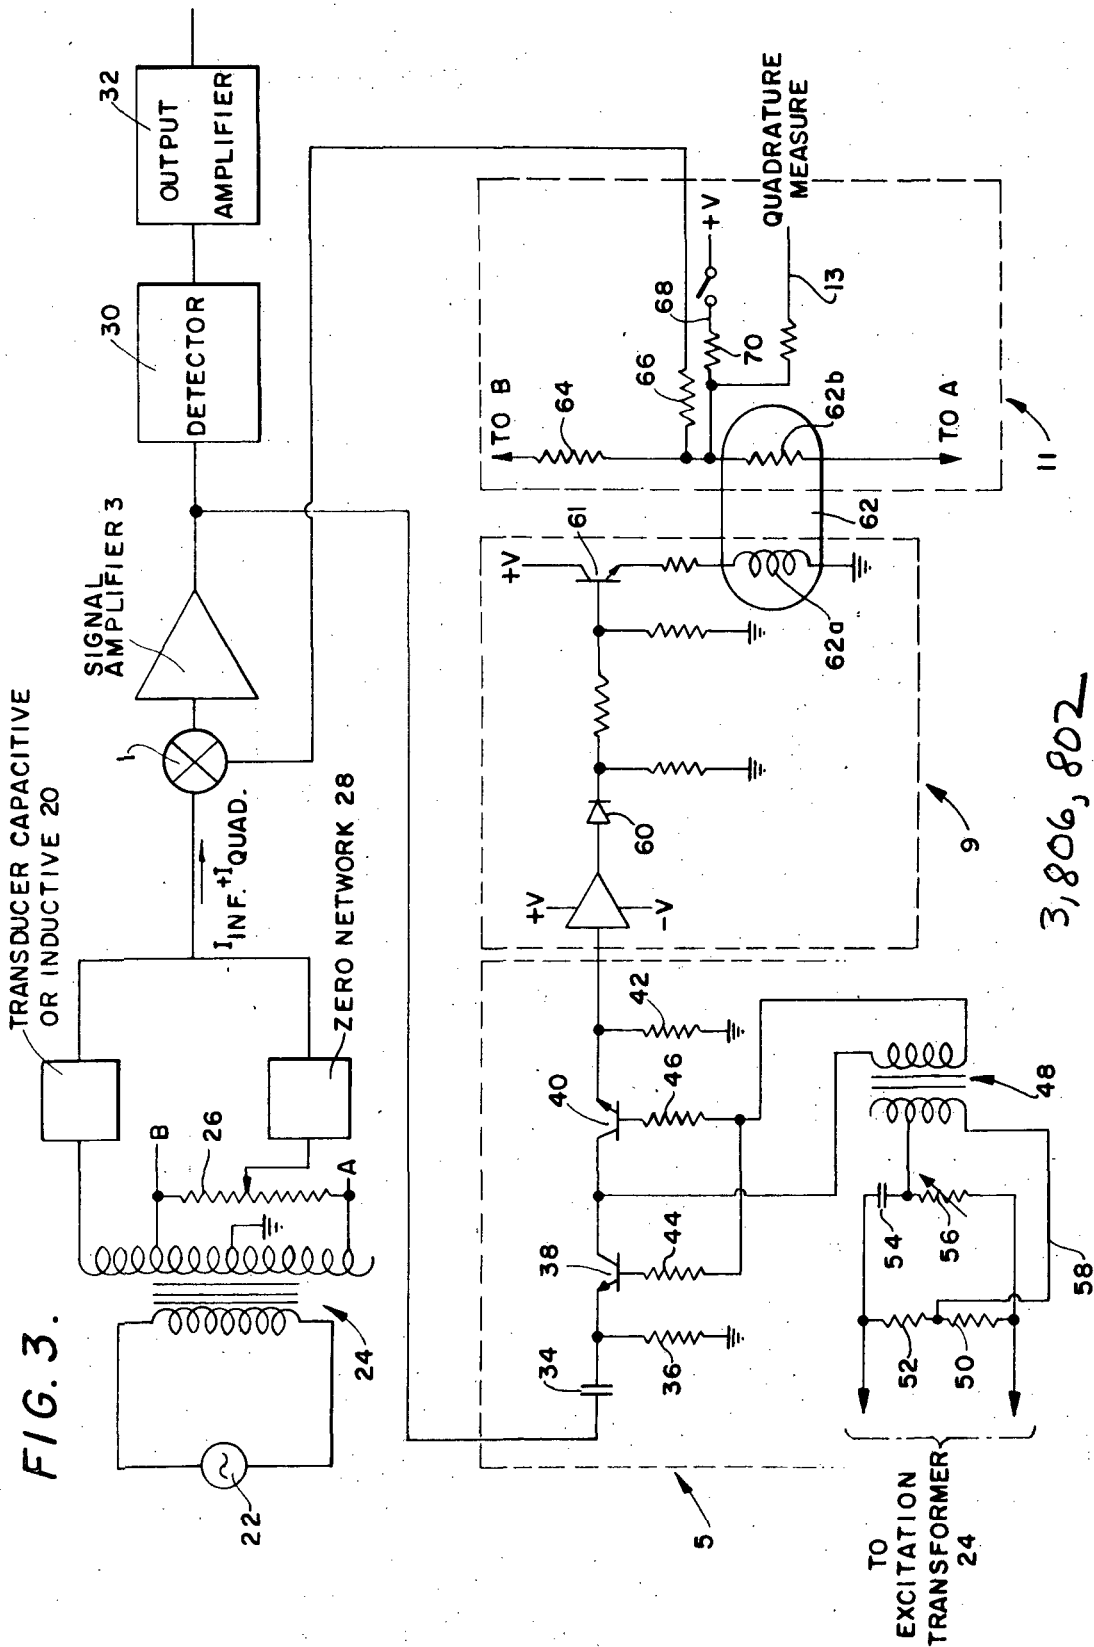 FIG. 3.
22
24
TRANSDUCER CAPACITIVE
OR INDUCTIVE 20
B
26
A
ZERO NETWORK 28
I INF. + I QUAD.
1
SIGNAL
AMPLIFIER 3
30
DETECTOR
32
OUTPUT
AMPLIFIER
34
36
38
44
40
46
42
5
TO
EXCITATION
TRANSFORMER
24
52
50
54
56
58
48
+V
-V
60
9
+V
61
62a
62
62b
TO B
64
66
68
70
+V
13
QUADRATURE
MEASURE
TO A
11
3,806,802